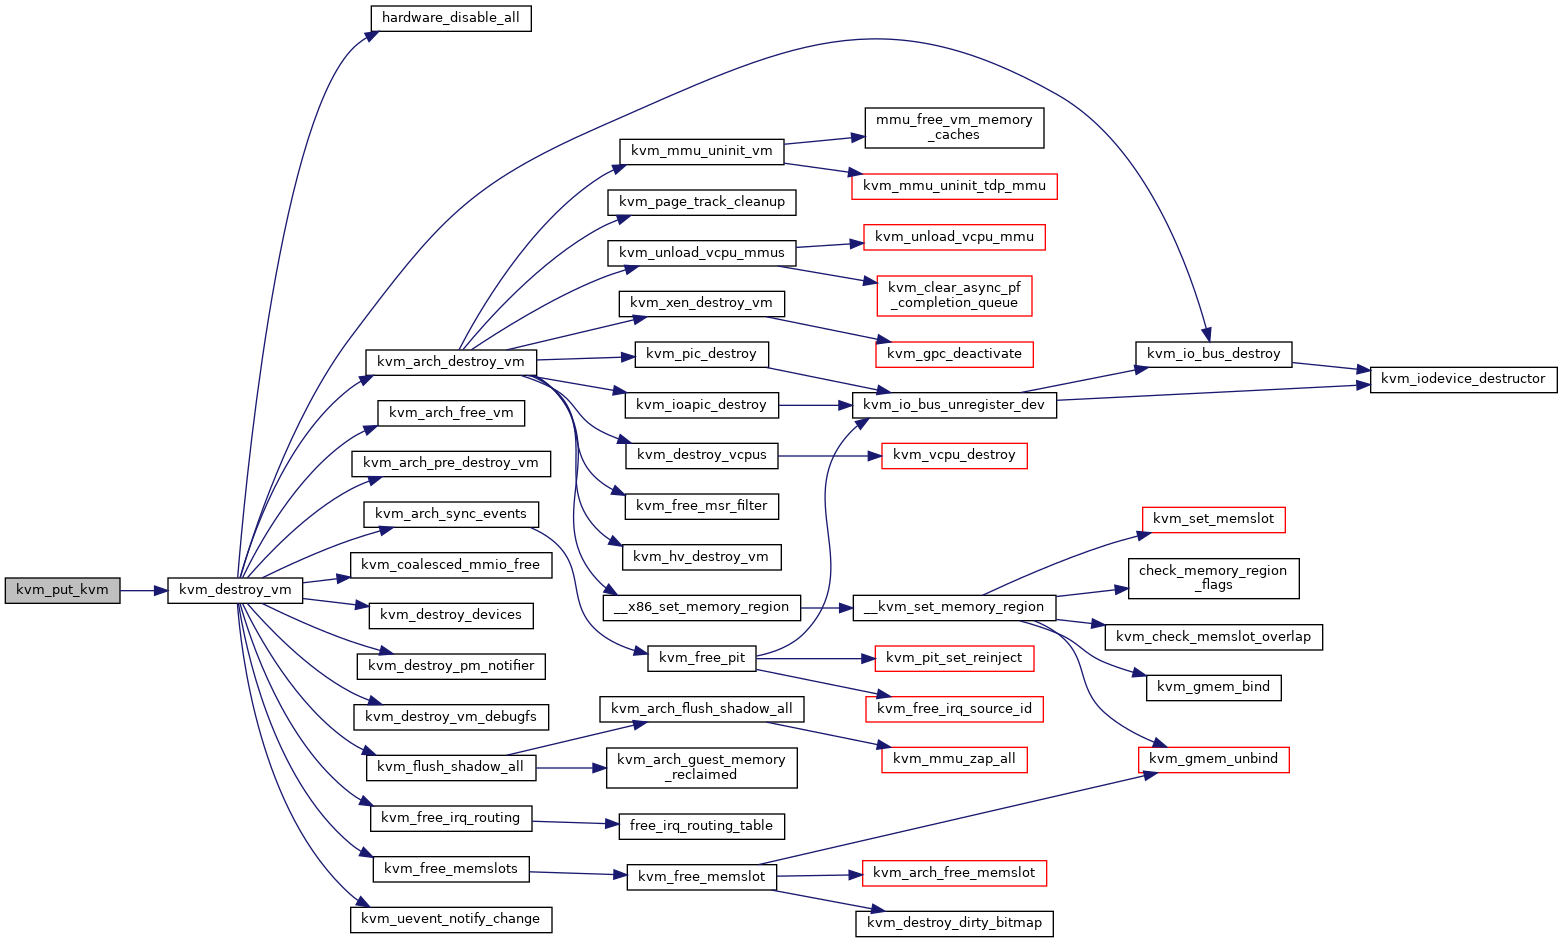 hardware_disable_all
mmu_free_vm_memory
_caches
kvm_mmu_uninit_vm
kvm_mmu_uninit_tdp_mmu
kvm_page_track_cleanup
kvm_unload_vcpu_mmu
kvm_unload_vcpu_mmus
kvm_clear_async_pf
_completion_queue
kvm_xen_destroy_vm
kvm_pic_destroy
kvm_gpc_deactivate
kvm_io_bus_destroy
kvm_arch_destroy_vm
kvm_iodevice_destructor
kvm_ioapic_destroy
kvm_io_bus_unregister_dev
kvm_arch_free_vm
kvm_destroy_vcpus
kvm_vcpu_destroy
kvm_arch_pre_destroy_vm
kvm_free_msr_filter
kvm_arch_sync_events
kvm_set_memslot
kvm_hv_destroy_vm
kvm_coalesced_mmio_free
check_memory_region
_flags
kvm_put_kvm
kvm_destroy_vm
__x86_set_memory_region
__kvm_set_memory_region
kvm_destroy_devices
kvm_check_memslot_overlap
kvm_free_pit
kvm_pit_set_reinject
kvm_destroy_pm_notifier
kvm_gmem_bind
kvm_arch_flush_shadow_all
kvm_free_irq_source_id
kvm_destroy_vm_debugfs
kvm_flush_shadow_all
kvm_arch_guest_memory
_reclaimed
kvm_mmu_zap_all
kvm_gmem_unbind
kvm_free_irq_routing
free_irq_routing_table
kvm_free_memslots
kvm_free_memslot
kvm_arch_free_memslot
kvm_uevent_notify_change
kvm_destroy_dirty_bitmap